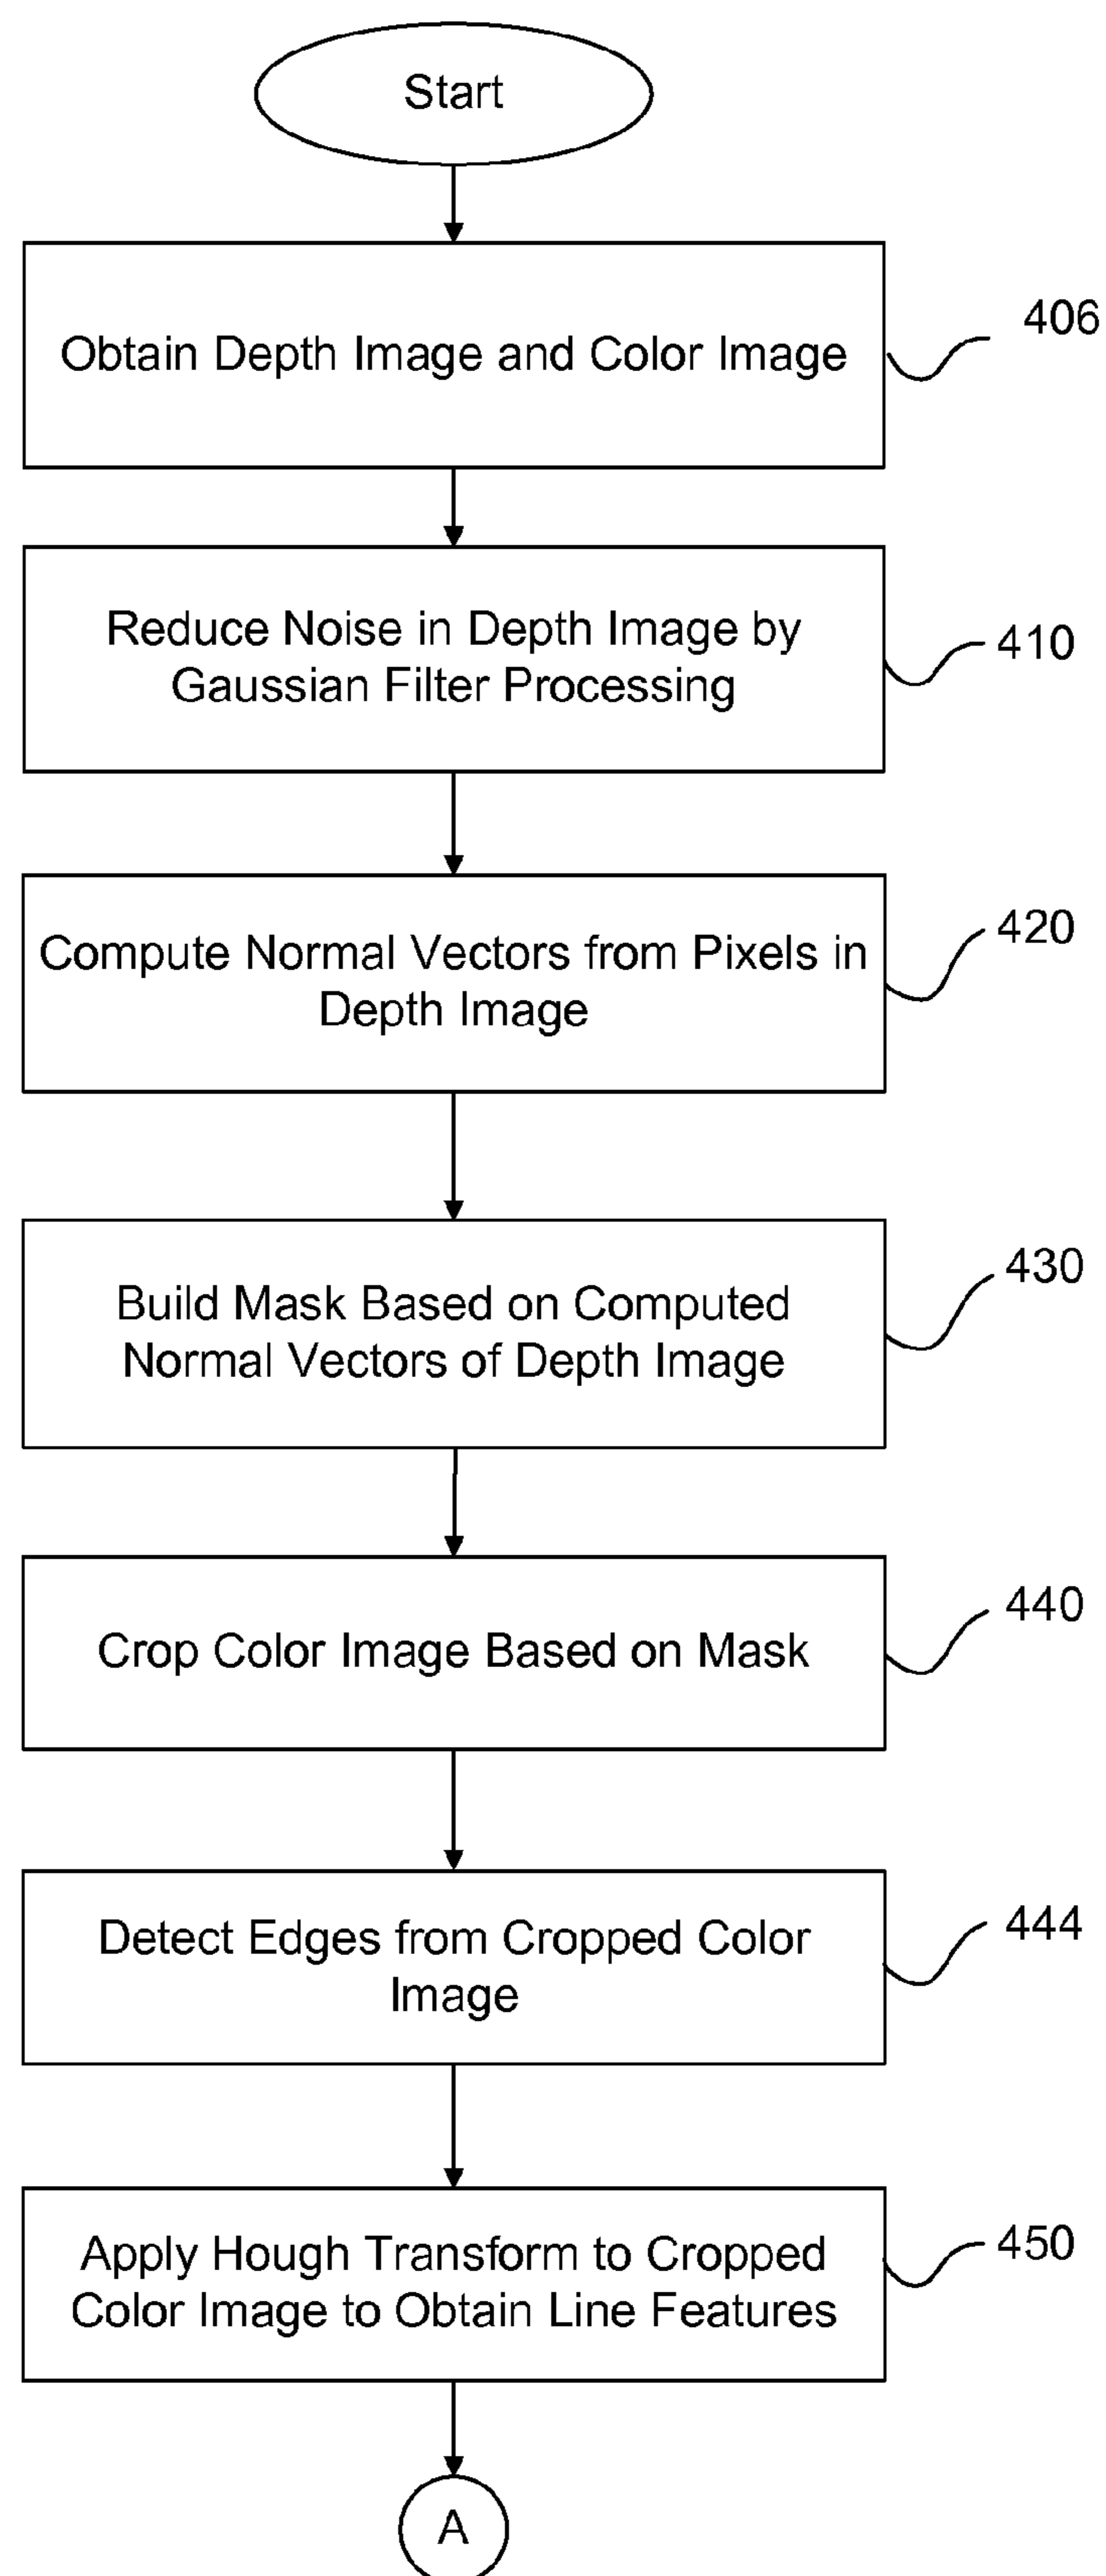 Start
Obtain Depth Image and Color Image
406
Reduce Noise in Depth Image by
Gaussian Filter Processing
410
Compute Normal Vectors from Pixels in
Depth Image
420
Build Mask Based on Computed
Normal Vectors of Depth Image
430
Crop Color Image Based on Mask
440
Detect Edges from Cropped Color
Image
444
Apply Hough Transform to Cropped
Color Image to Obtain Line Features
450
A